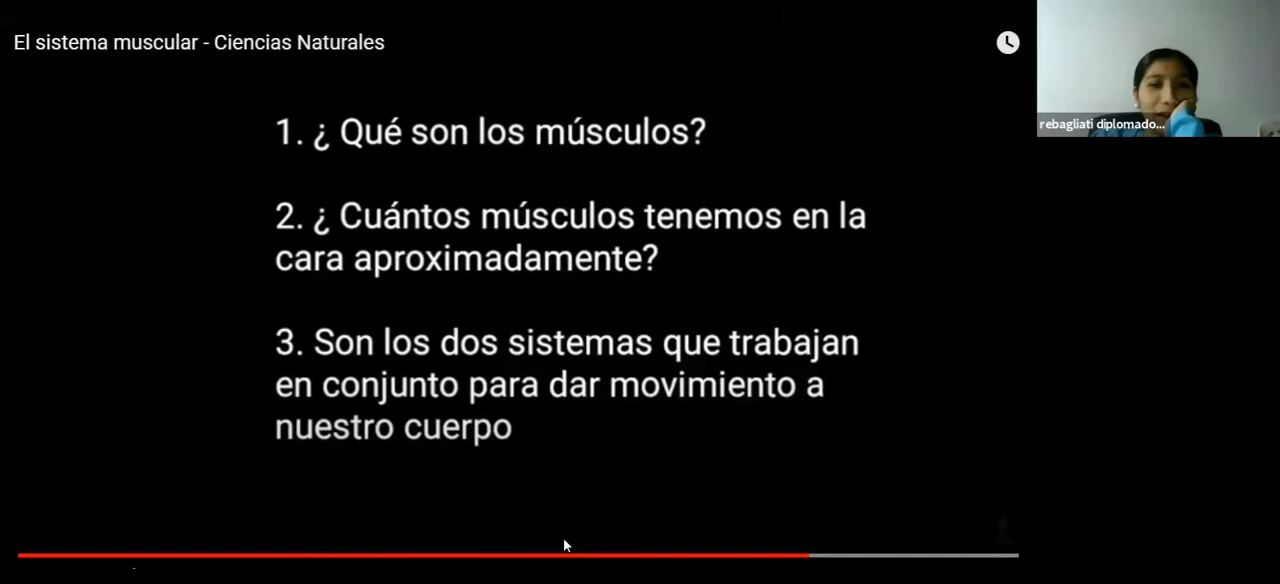 El sistema muscular - Ciencias Naturales
rebagliati diplomado...
1. ¿ Qué son los músculos?
2. ¿ Cuántos músculos tenemos en la
cara aproximadamente?
3. Son los dos sistemas que trabajan
en conjunto para dar movimiento a
nuestro cuerpo